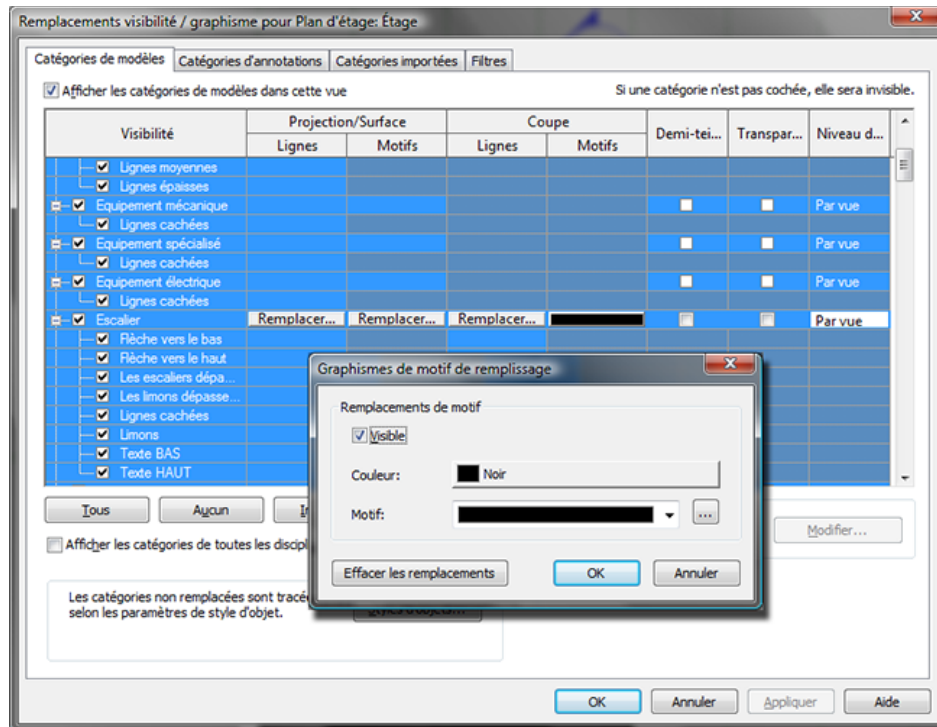 Remplacements visibilité / graphisme pour Plan d'étage: Étage
Catégories de modèles Catégories d'annotations Catégories importées Filtres
Afficher les catégories de modèles dans cette vue Si une catégorie n'est pas cochée, elle sera invisible.
Visibilité Projection/Surface Coupe Demi-tei... Transpar... Niveau d...
Lignes Motifs Lignes Motifs
Lignes moyennes
Lignes épaisses
Equipement mécanique Par vue
Lignes cachées
Equipement spécialisé Par vue
Lignes cachées
Equipement électrique Par vue
Lignes cachées
Escalier Remplacer... Remplacer... Remplacer... Par vue
Flèche vers le bas
Flèche vers le haut
Les escaliers dépa...
Les limons dépasse...
Lignes cachées
Limons
Texte BAS
Texte HAUT
Graphismes de motif de remplissage
Remplacements de motif
Visible
Couleur: Noir
Motif: ...
Effacer les remplacements OK Annuler
Tous Aucun
Modifier...
Afficher les catégories de toutes les
Les catégories non remplacées sont
selon les paramètres de style d'objet.
OK Annuler Appliquer Aide